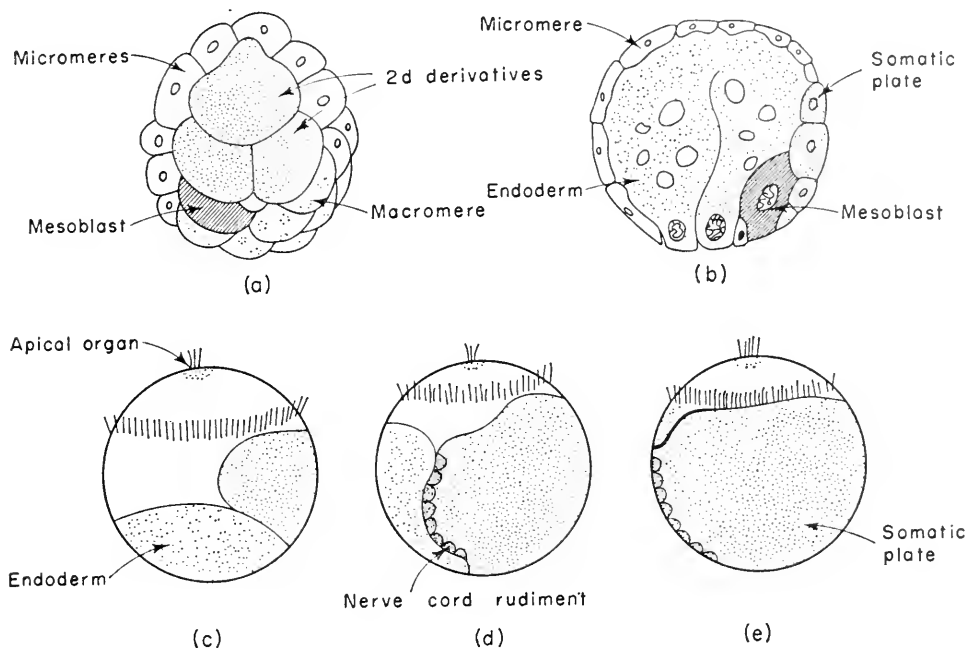 Micromeres
2d derivatives
Mesoblast
Macromere
(a)
Micromere
Somatic
plate
Endoderm
Mesoblast
(b)
Apical organ
Endoderm
(c)
Nerve cord rudiment
(d)
Somatic
plate
(e)